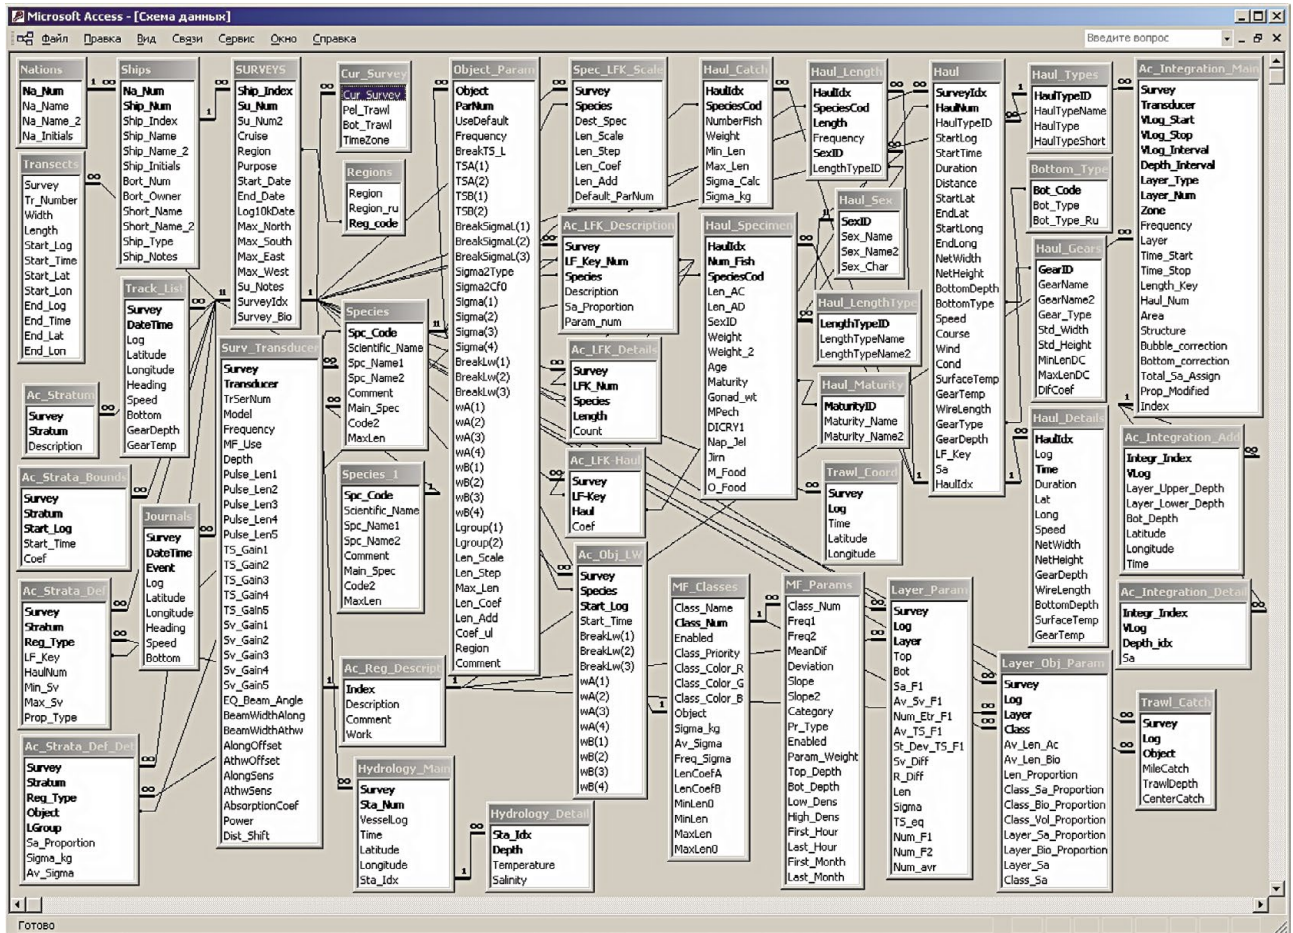 Microsoft Access - [Схема данных]
Файл Правка Вид Связи Сервис Окно Справка
Введите вопрос
Nations
Na_Num
Na_Name
Na_Name_2
Na_Initials
Ships
Na_Num
Ship_Num
Ship_Index
Ship_Name
Ship_Name_2
Ship_Initials
Bort_Num
Bort_Owner
Short_Name
Short_Name_2
Ship_Type
Ship_Notes
SURVEYS
Ship_Index
Su_Num
Su_Num2
Cruise
Region
Purpose
Start_Date
End_Date
Log10kDate
Max_North
Max_South
Max_East
Max_West
Su_Notes
SurveyIdx
Survey_Bio
Cur_Survey
Cur_Survey
Pel_Trawl
Bot_Trawl
TimeZone
Regions
Region
Region_ru
Reg_code
Object_Param
Object
ParNum
UseDefault
Frequency
BreakTS_L
TSA(1)
TSA(2)
TSB(1)
TSB(2)
BreakSigmaL(1)
BreakSigmaL(2)
BreakSigmaL(3)
Sigma2Type
Sigma2Cf0
Sigma(1)
Sigma(2)
Sigma(3)
Sigma(4)
BreakLw(1)
BreakLw(2)
BreakLw(3)
wA(1)
wA(2)
wA(3)
wA(4)
wB(1)
wB(2)
wB(3)
wB(4)
Lgroup(1)
Lgroup(2)
Len_Scale
Len_Step
Max_Len
Len_Coef
Len_Add
Coef_ul
Region
Comment
Spec_LFK_Scale
Survey
Species
Dest_Spec
Len_Scale
Len_Step
Len_Coef
Len_Add
Default_ParNum
Haul_Catch
HaulIdx
SpeciesCod
NumberFish
Weight
Min_Len
Max_Len
Sigma_Calc
Sigma_kg
Haul_Length
HaulIdx
SpeciesCod
Length
Frequency
SexID
LengthTypeID
Haul
SurveyIdx
HaulNum
HaulTypeID
StartLog
StartTime
Duration
Distance
StartLat
EndLat
StartLong
EndLong
NetWidth
NetHeight
BottomDepth
BottomType
Speed
Course
Wind
Cond
SurfaceTemp
GearTemp
WireLength
GearType
GearDepth
LF_Key
Sa
HaulIdx
Haul_Types
HaulTypeID
HaulTypeName
HaulType
HaulTypeShort
Ac_Integration_Main
Survey
Transducer
VLog_Start
VLog_Stop
VLog_Interval
Depth_Interval
Layer_Type
Layer_Num
Zone
Frequency
Layer
Time_Start
Time_Stop
Length_Key
Haul_Num
Area
Structure
Bubble_correction
Bottom_correction
Total_Sa_Assign
Prop_Modified
Index
Transects
Survey
Tr_Number
Width
Length
Start_Log
Start_Time
Start_Lat
Start_Lon
End_Log
End_Time
End_Lat
End_Lon
Bottom_Type
Bot_Code
Bot_Type
Bot_Type_Ru
Haul_Sex
SexID
Sex_Name
Sex_Name2
Sex_Char
Ac_LFK_Description
Survey
LF_Key_Num
Species
Description
Sa_Proportion
Param_num
Haul_Specimen
HaulIdx
Num_Fish
SpeciesCod
Len_AC
Len_AD
SexID
Weight
Weight_2
Age
Maturity
Gonad_wt
MPech
DICRY1
Nap_Jel
Jirn
M_Food
O_Food
Haul_Gears
GearID
GearName
GearName2
Gear_Type
Std_Width
Std_Height
MinLenDC
MaxLenDC
DifCoef
Track_List
Survey
DateTime
Log
Latitude
Longitude
Heading
Speed
Bottom
GearDepth
GearTemp
Haul_LengthType
LengthTypeID
LengthTypeName
LengthTypeName2
Species
Spc_Code
Scientific_Name
Spc_Name1
Spc_Name2
Comment
Main_Spec
Code2
MaxLen
Surv_Transducer
Survey
Transducer
TrSerNum
Model
Frequency
MF_Use
Depth
Pulse_Len1
Pulse_Len2
Pulse_Len3
Pulse_Len4
Pulse_Len5
TS_Gain1
TS_Gain2
TS_Gain3
TS_Gain4
TS_Gain5
Sv_Gain1
Sv_Gain2
Sv_Gain3
Sv_Gain4
Sv_Gain5
EQ_Beam_Angle
BeamWidthAlong
BeamWidthAthw
AlongOffset
AthwOffset
AlongSens
AthwSens
AbsorptionCoef
Power
Dist_Shift
Ac_LFK_Details
Survey
LFK_Num
Species
Length
Count
Haul_Maturity
MaturityID
Maturity_Name
Maturity_Name2
Ac_Stratum
Survey
Stratum
Description
Haul_Details
HaulIdx
Log
Time
Duration
Lat
Long
Speed
NetWidth
NetHeight
GearDepth
WireLength
BottomDepth
SurfaceTemp
GearTemp
Ac_Integration_Add
Integr_Index
VLog
Layer_Upper_Depth
Layer_Lower_Depth
Bot_Depth
Latitude
Longitude
Time
Ac_LFK-Haul
Survey
LF-Key
Haul
Coef
Trawl_Coord
Survey
Log
Time
Latitude
Longitude
Ac_Strata_Bounds
Survey
Stratum
Start_Log
Start_Time
Coef
Species_1
Spc_Code
Scientific_Name
Spc_Name1
Spc_Name2
Comment
Main_Spec
Code2
MaxLen
Journals
Survey
DateTime
Event
Log
Latitude
Longitude
Heading
Speed
Bottom
Ac_Obj_LW
Survey
Species
Start_Log
Start_Time
BreakLw(1)
BreakLw(2)
BreakLw(3)
wA(1)
wA(2)
wA(3)
wA(4)
wB(1)
wB(2)
wB(3)
wB(4)
MF_Classes
Class_Name
Class_Num
Enabled
Class_Priority
Class_Color_R
Class_Color_G
Class_Color_B
Object
Sigma_kg
Av_Sigma
Freq_Sigma
LenCoefA
LenCoefB
MinLen0
MinLen
MaxLen
MaxLen0
MF_Params
Class_Num
Freq1
Freq2
MeanDif
Deviation
Slope
Slope2
Category
Pr_Type
Enabled
Param_Weight
Top_Depth
Bot_Depth
Low_Dens
High_Dens
First_Hour
Last_Hour
First_Month
Last_Month
Layer_Param
Survey
Log
Layer
Top
Bot
Sa_F1
Av_Sv_F1
Num_Etr_F1
Av_TS_F1
St_Dev_TS_F1
Sv_Diff
R_Diff
Len
Sigma
TS_eq
Num_F1
Num_F2
Num_avr
Ac_Integration_Detail
Integr_Index
VLog
Depth_idx
Sa
Ac_Strata_Def
Survey
Stratum
Reg_Type
LF_Key
HaulNum
Min_Sv
Max_Sv
Prop_Type
Layer_Obj_Param
Survey
Log
Layer
Class
Av_Len_Ac
Av_Len_Bio
Len_Proportion
Class_Sa_Proportion
Class_Bio_Proportion
Class_Vol_Proportion
Layer_Sa_Proportion
Layer_Bio_Proportion
Layer_Sa
Class_Sa
Ac_Reg_Descript
Index
Description
Comment
Work
Trawl_Catch
Survey
Log
Object
MileCatch
TrawlDepth
CenterCatch
Ac_Strata_Def_Det
Survey
Stratum
Reg_Type
Object
LGroup
Sa_Proportion
Sigma_kg
Av_Sigma
Hydrology_Main
Survey
Sta_Num
VesselLog
Time
Latitude
Longitude
Sta_Idx
Hydrology_Detail
Sta_Idx
Depth
Temperature
Salinity
Готово